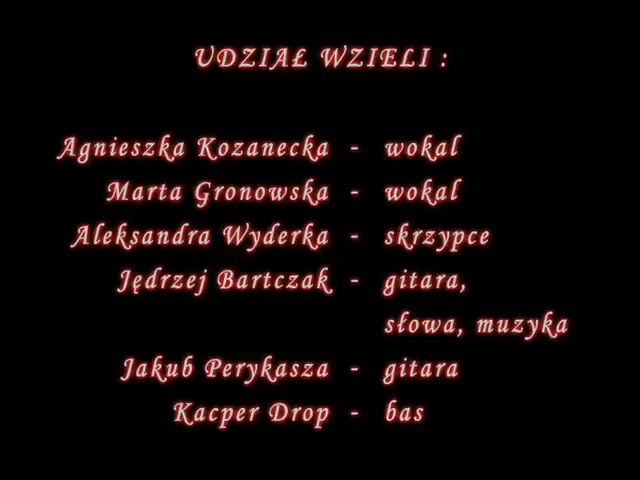 UDZIAŁ WZIELI :
Agnieszka Kozanecka - wokal
Marta Gronowska - wokal
Aleksandra Wyderka - skrzypce
Jędrzej Bartczak - gitara,
słowa, muzyka
Jakub Perykasza - gitara
Kacper Drop - bas